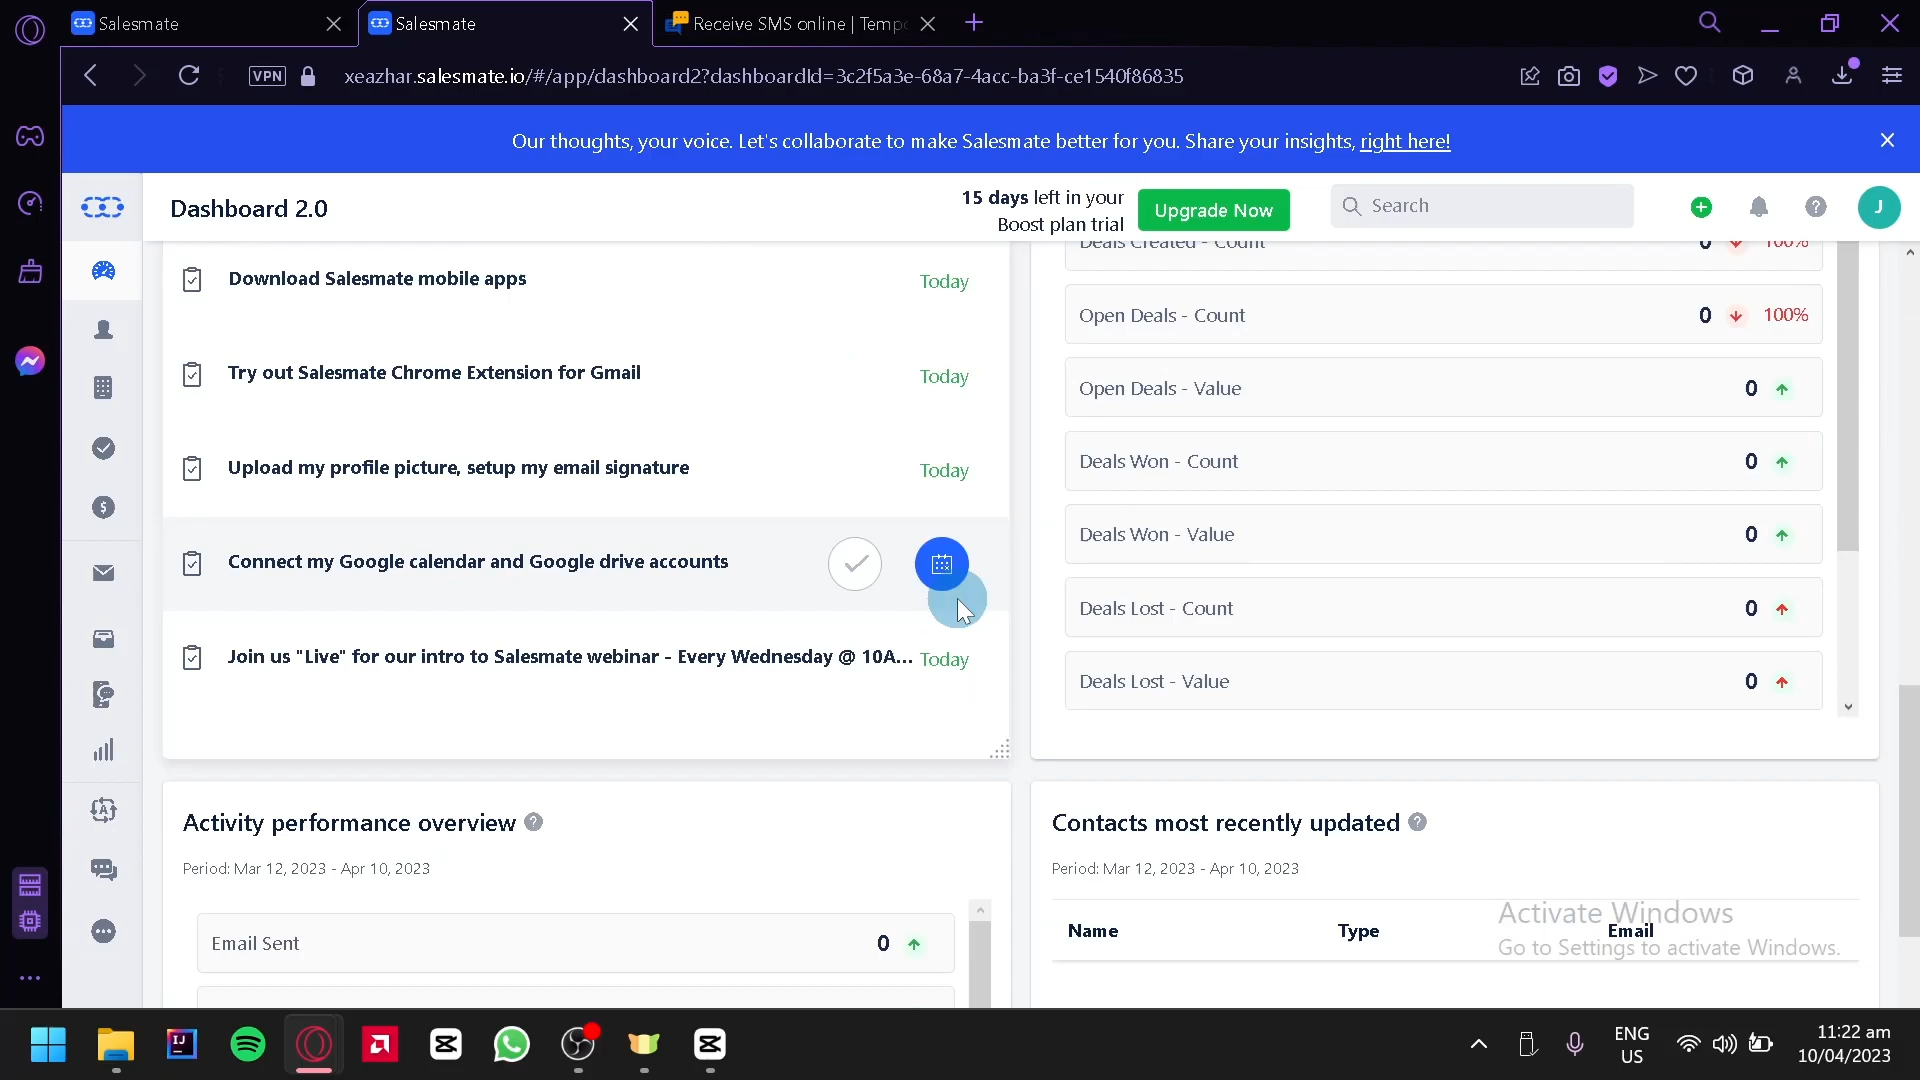 Salesmate
Salesmate
Receive SMS online | Tempo
VPN
xeazhar.salesmate.io/#/app/dashboard2?dashboardId=3c2f5a3e-68a7-4acc-ba3f-ce1540f86835
Our thoughts, your voice. Let's collaborate to make Salesmate better for you. Share your insights, right here!
Dashboard 2.0
15 days left in your
Boost plan trial
Upgrade Now
Search
J
Download Salesmate mobile apps
Today
Try out Salesmate Chrome Extension for Gmail
Today
Upload my profile picture, setup my email signature
Today
Connect my Google calendar and Google drive accounts
Join us "Live" for our intro to Salesmate webinar - Every Wednesday @ 10A...
Today
Deals Created - Count
0 100%
Open Deals - Count
0 100%
Open Deals - Value
0
Deals Won - Count
0
Deals Won - Value
0
Deals Lost - Count
0
Deals Lost - Value
0
Activity performance overview
Period: Mar 12, 2023 - Apr 10, 2023
Email Sent
0
Contacts most recently updated
Period: Mar 12, 2023 - Apr 10, 2023
Name Type Email
Activate Windows
Go to Settings to activate Windows.
ENG
US
11:22 am
10/04/2023